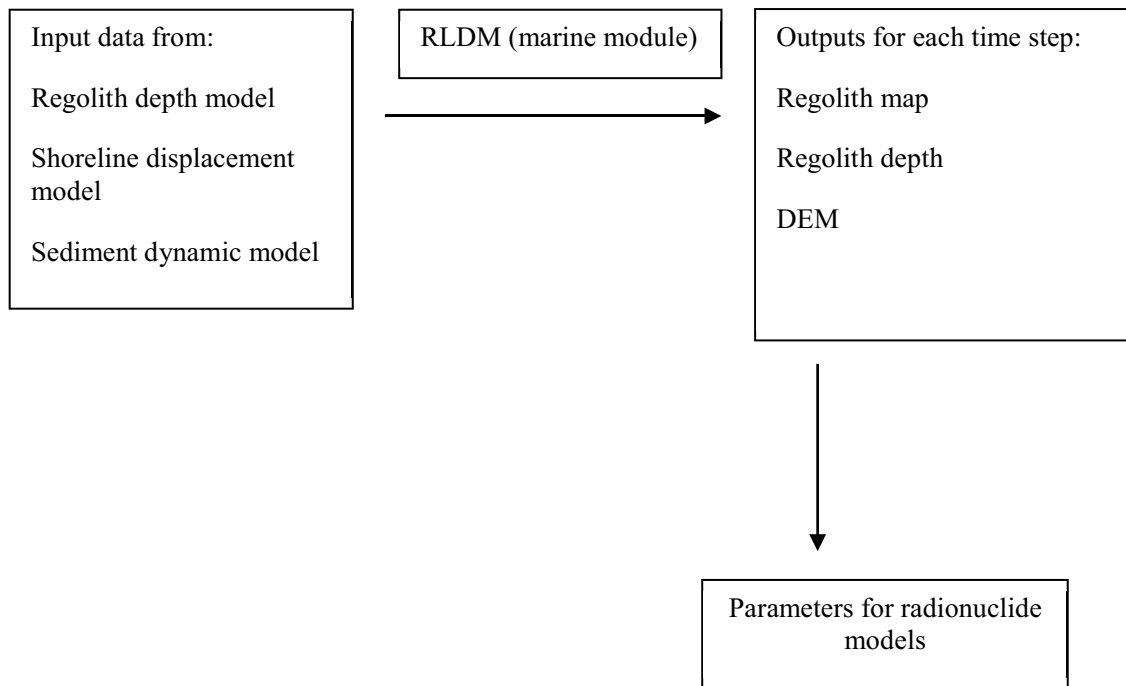 Input data from:
Regolith depth model
Shoreline displacement
model
Sediment dynamic model
RLDM (marine module)
Outputs for each time step:
Regolith map
Regolith depth
DEM
Parameters for radionuclide
models